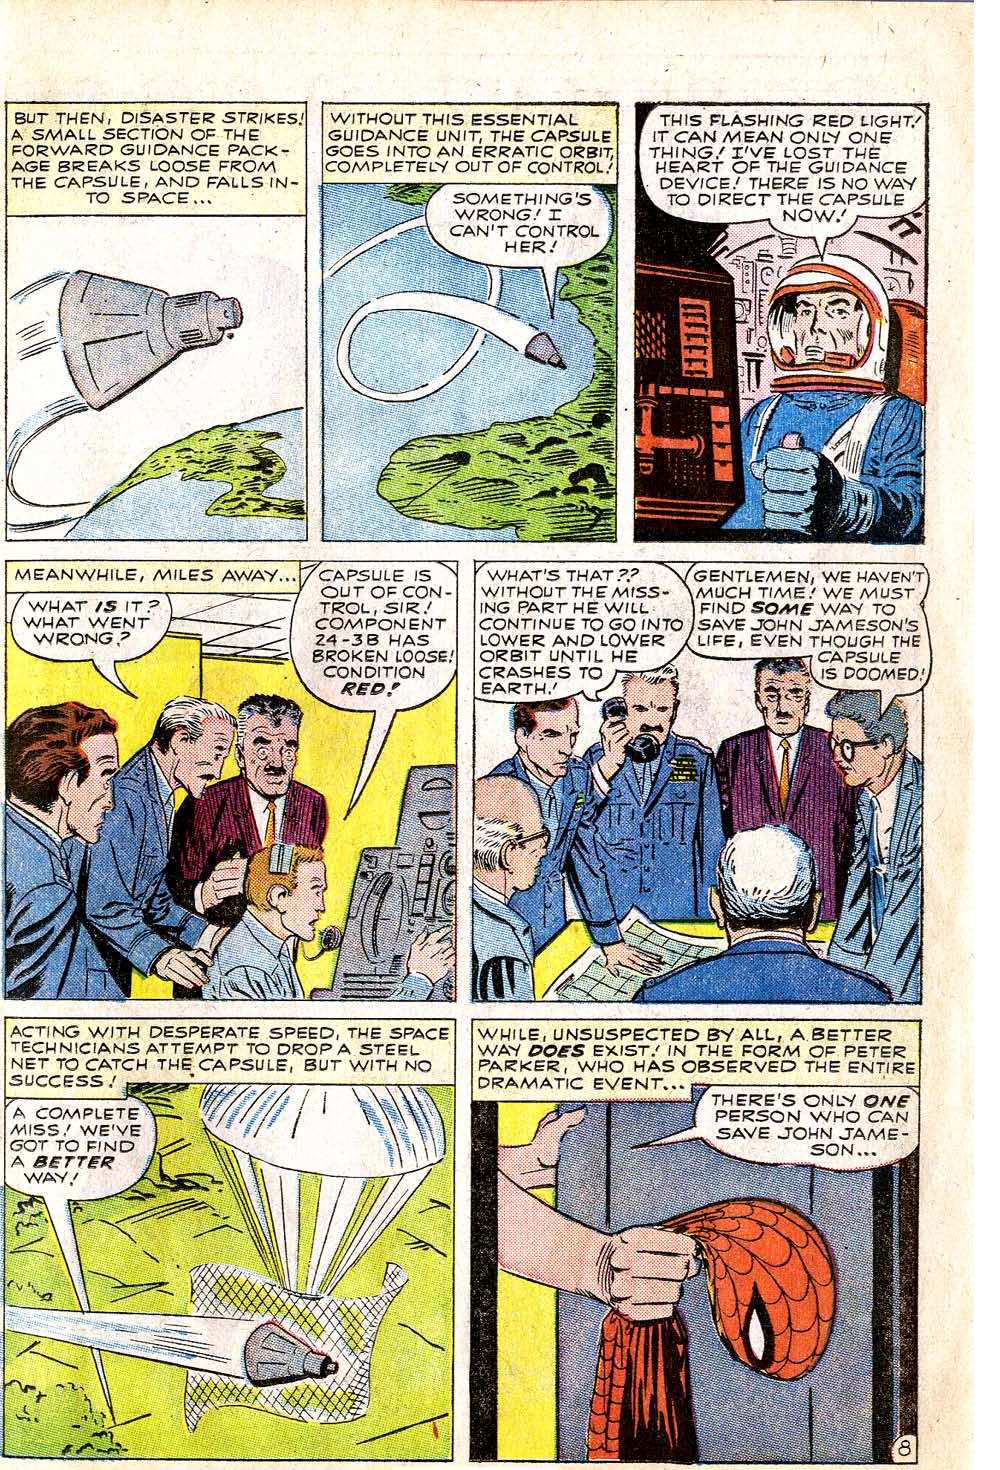 BUT THEN, DISASTER STRIKES!
A SMALL SECTION OF THE
FORWARD GUIDANCE PACK-
AGE BREAKS LOOSE FROM
THE CAPSULE, AND FALLS IN-
TO SPACE...
WITHOUT THIS ESSENTIAL
GUIDANCE UNIT, THE CAPSULE
GOES INTO AN ERRATIC ORBIT,
COMPLETELY OUT OF CONTROL!
SOMETHING'S
WRONG! I
CAN'T CONTROL
HER!
THIS FLASHING RED LIGHT!
IT CAN MEAN ONLY ONE
THING! I'VE LOST THE
HEART OF THE GUIDANCE
DEVICE! THERE IS NO WAY
TO DIRECT THE CAPSULE
NOW!
MEANWHILE, MILES AWAY...
WHAT IS IT?
WHAT WENT
WRONG?
CAPSULE IS
OUT OF CON-
TROL, SIR!
COMPONENT
24-3B HAS
BROKEN LOOSE!
CONDITION
RED!
WHAT'S THAT??
WITHOUT THE MISS-
ING PART HE WILL
CONTINUE TO GO INTO
LOWER AND LOWER
ORBIT UNTIL HE
CRASHES TO
EARTH!
GENTLEMEN, WE HAVEN'T
MUCH TIME! WE MUST
FIND SOME WAY TO
SAVE JOHN JAMESON'S
LIFE, EVEN THOUGH THE
CAPSULE
IS DOOMED!
ACTING WITH DESPERATE SPEED, THE SPACE
TECHNICIANS ATTEMPT TO DROP A STEEL
NET TO CATCH THE CAPSULE, BUT WITH NO
SUCCESS!
A COMPLETE
MISS! WE'VE
GOT TO FIND
A BETTER
WAY!
WHILE, UNSUSPECTED BY ALL, A BETTER
WAY DOES EXIST! IN THE FORM OF PETER
PARKER, WHO HAS OBSERVED THE ENTIRE
DRAMATIC EVENT...
THERE'S ONLY ONE
PERSON WHO CAN
SAVE JOHN JAME-
SON...
8